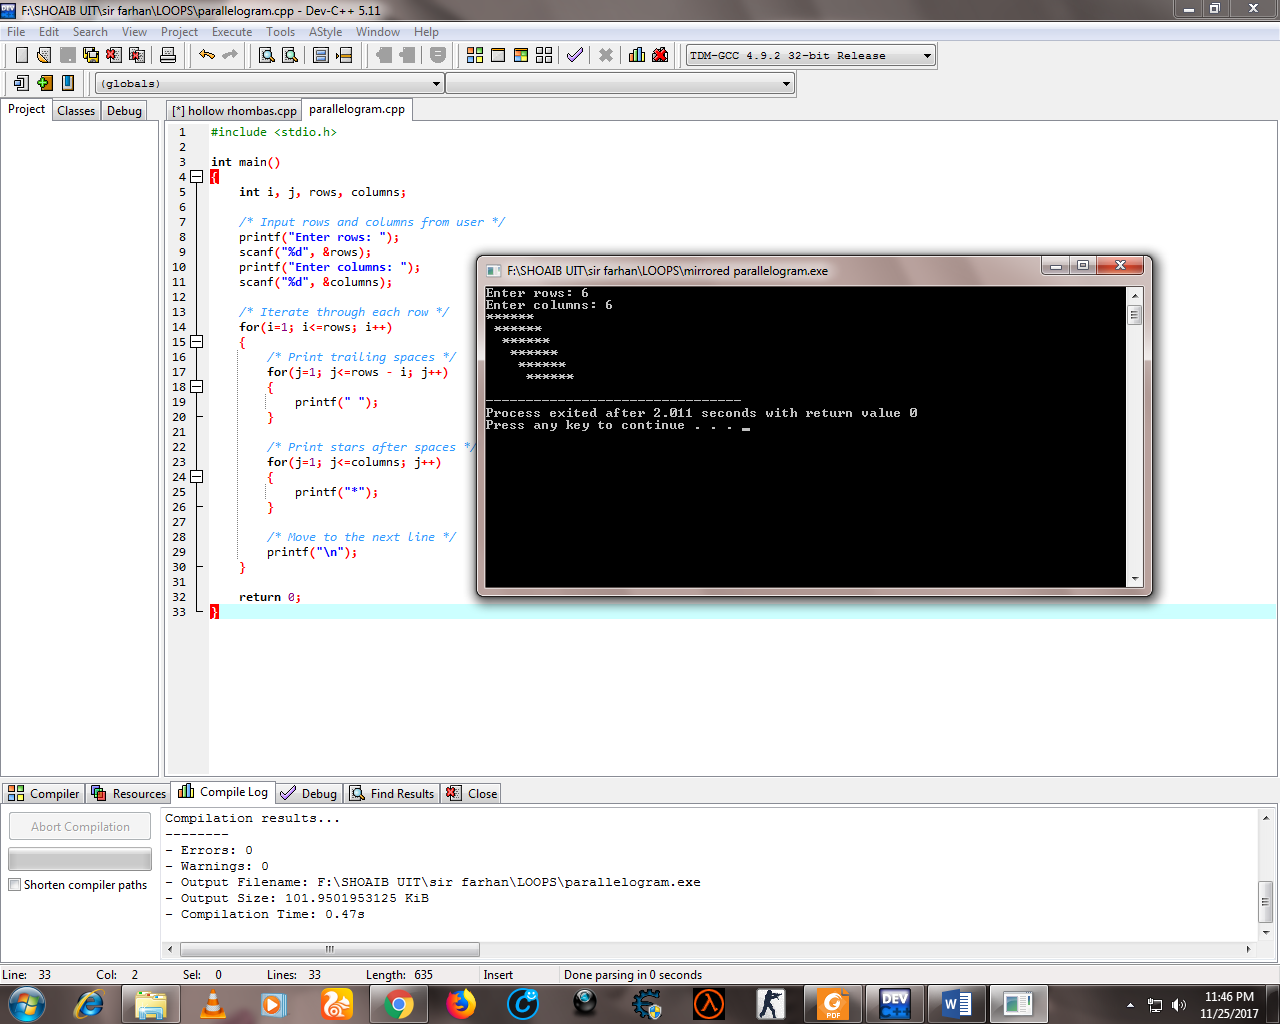 F:\SHOAIB UIT\sir farhan\LOOPS\parallelogram.cpp - Dev-C++ 5.11
File Edit Search View Project Execute Tools AStyle Window Help
TDM-GCC 4.9.2 32-bit Release
(globals)
Project Classes Debug [*] hollow rhombas.cpp parallelogram.cpp
1 #include <stdio.h>
2
3 int main()
4 {
5 int i, j, rows, columns;
6
7 /* Input rows and columns from user */
8 printf("Enter rows: ");
9 scanf("%d", &rows);
10 printf("Enter columns: ");
11 scanf("%d", &columns);
12
13 /* Iterate through each row */
14 for(i=1; i<=rows; i++)
15 {
16 /* Print trailing spaces */
17 for(j=1; j<=rows - i; j++)
18 {
19 printf(" ");
20 }
21
22 /* Print stars after spaces */
23 for(j=1; j<=columns; j++)
24 {
25 printf("*");
26 }
27
28 /* Move to the next line */
29 printf("\n");
30 }
31
32 return 0;
33 }
F:\SHOAIB UIT\sir farhan\LOOPS\mirrored parallelogram.exe
Enter rows: 6
Enter columns: 6
******
 ******
  ******
   ******
    ******
     ******
--------------------------------
Process exited after 2.011 seconds with return value 0
Press any key to continue . . . _
Compiler Resources Compile Log Debug Find Results Close
Abort Compilation
Shorten compiler paths
Compilation results...
--------
- Errors: 0
- Warnings: 0
- Output Filename: F:\SHOAIB UIT\sir farhan\LOOPS\parallelogram.exe
- Output Size: 101.9501953125 KiB
- Compilation Time: 0.47s
Line: 33 Col: 2 Sel: 0 Lines: 33 Length: 635 Insert Done parsing in 0 seconds
PDF
DEV C++
W
11:46 PM
11/25/2017